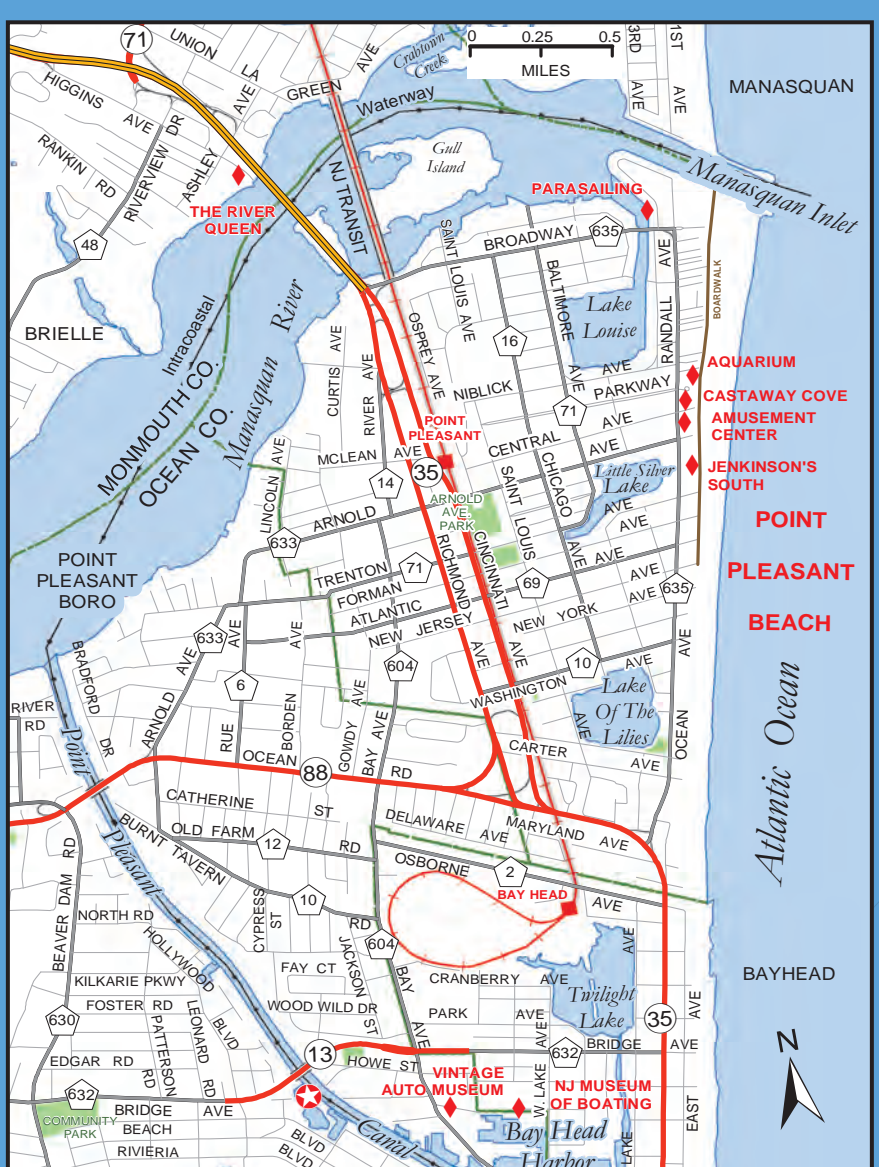 71
UNION
LA
AVE
GREEN
AVE
Crabtown
Creek
0 0.25 0.5
MILES
3RD
AVE
1ST
AVE
MANASQUAN
HIGGINS
AVE
RANKIN
RD
RIVERVIEW DR
ASHLEY
AVE
Waterway
NJ TRANSIT
Gull
Island
Manasquan Inlet
THE RIVER
QUEEN
PARASAILING
48
SAINT LOUIS AVE
BROADWAY
635
AVE
BOARDWALK
BRIELLE
Intracoastal
Manasquan River
MONMOUTH CO.
OCEAN CO.
CURTIS AVE
RIVER AVE
OSPREY AVE
16
BALTIMORE
AVE
Lake
Louise
RANDALL
AVE
PARKWAY
NIBLICK
AVE
AQUARIUM
CASTAWAY COVE
AMUSEMENT
CENTER
JENKINSON'S
SOUTH
71
POINT
PLEASANT
CENTRAL
AVE
MCLEAN AVE
35
14
LINCOLN AVE
ARNOLD
ARNOLD
AVE.
PARK
SAINT LOUIS
CHICAGO
AVE
Little Silver
Lake
AVE
AVE
AVE
POINT
PLEASANT
BEACH
633
RICHMOND
AVE
CINCINNATI
AVE
POINT
PLEASANT
BORO
TRENTON
71
FORMAN
ATLANTIC
NEW JERSEY
69
NEW YORK
AVE
AVE
635
633
AVE
AVE
604
10
AVE
WASHINGTON
AVE
Lake
Of The
Lilies
OCEAN
AVE
Atlantic Ocean
BRADFORD DR
RIVER
RD
ARNOLD
AVE
6
RUE
BORDEN
GOWDY AVE
BAY AVE
CARTER
AVE
OCEAN
88
RD
CATHERINE
ST
DELAWARE AVE
MARYLAND
AVE
OLD FARM
12
RD
BURNT TAVERN
10
RD
OSBORNE
2
AVE
BAY HEAD
Point Pleasant Canal
BEAVER DAM RD
NORTH RD
CYPRESS
ST
HOLLYWOOD
BLVD
JACKSON
ST
604
BAY
AVE
FAY CT
CRANBERRY AVE
AVE
Twilight
Lake
BAYHEAD
KILKARIE PKWY
FOSTER RD
WOOD WILD DR
PARK AVE
630
PATTERSON
RD
LEONARD
RD
35
AVE
N
EDGAR RD
13
HOWE ST
632
BRIDGE AVE
W. LAKE
AVE
VINTAGE
AUTO MUSEUM
NJ MUSEUM
OF BOATING
632
BRIDGE AVE
COMMUNITY
PARK
BEACH
RIVIERIA
BLVD
BLVD
Bay Head
Harbor
LAKE
EAST